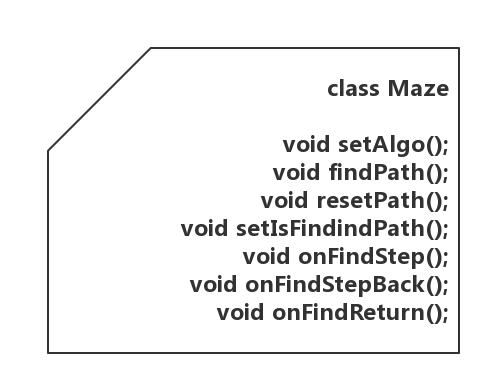 class Maze
void setAlgo();
void findPath();
void resetPath();
void setIsFindindPath();
void onFindStep();
void onFindStepBack();
void onFindReturn();